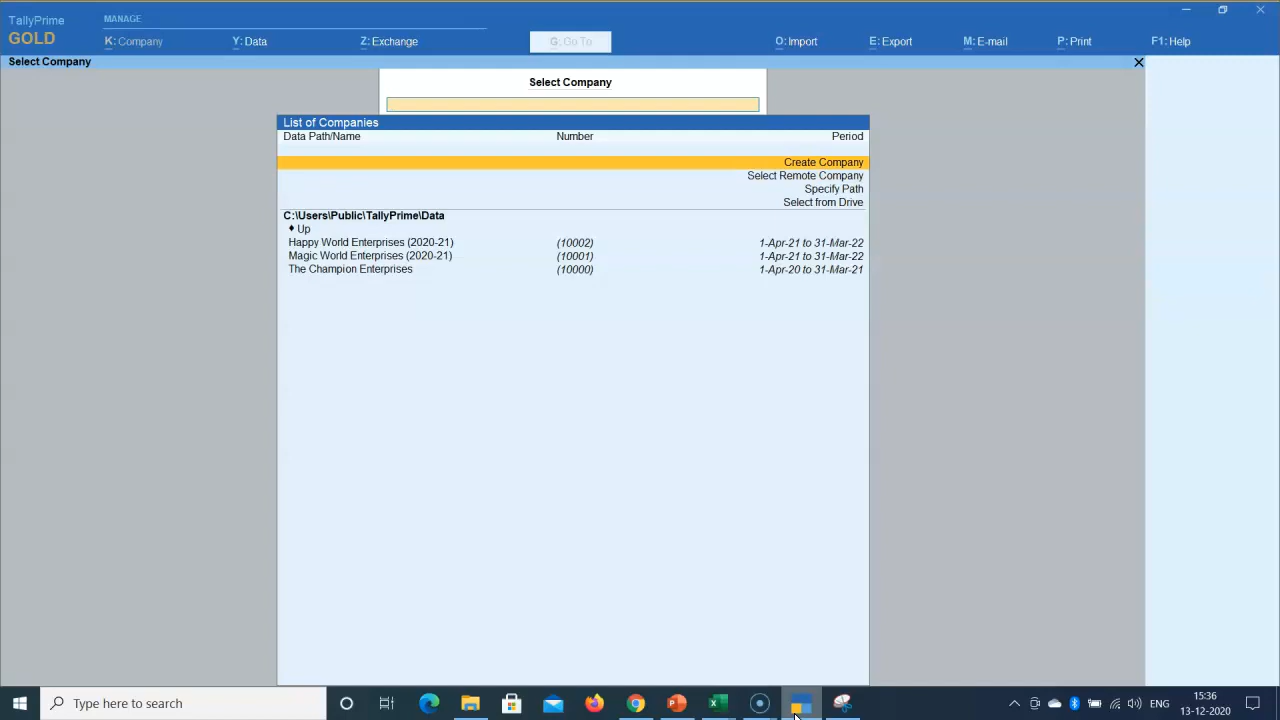 TallyPrime
MANAGE
GOLD
K: Company
Y: Data
Z: Exchange
G: Go To
O: Import
E: Export
M: E-mail
P: Print
F1: Help
Select Company
Select Company
List of Companies
Data Path/Name Number Period
Create Company
Select Remote Company
Specify Path
Select from Drive
C:\Users\Public\TallyPrime\Data
♦ Up
Happy World Enterprises (2020-21) (10002) 1-Apr-21 to 31-Mar-22
Magic World Enterprises (2020-21) (10001) 1-Apr-21 to 31-Mar-22
The Champion Enterprises (10000) 1-Apr-20 to 31-Mar-21
Type here to search
ENG
15:36
13-12-2020